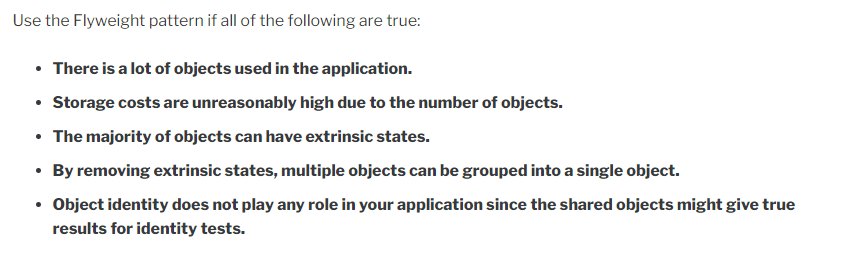 Use the Flyweight pattern if all of the following are true:
• There is a lot of objects used in the application.
• Storage costs are unreasonably high due to the number of objects.
• The majority of objects can have extrinsic states.
• By removing extrinsic states, multiple objects can be grouped into a single object.
• Object identity does not play any role in your application since the shared objects might give true
results for identity tests.